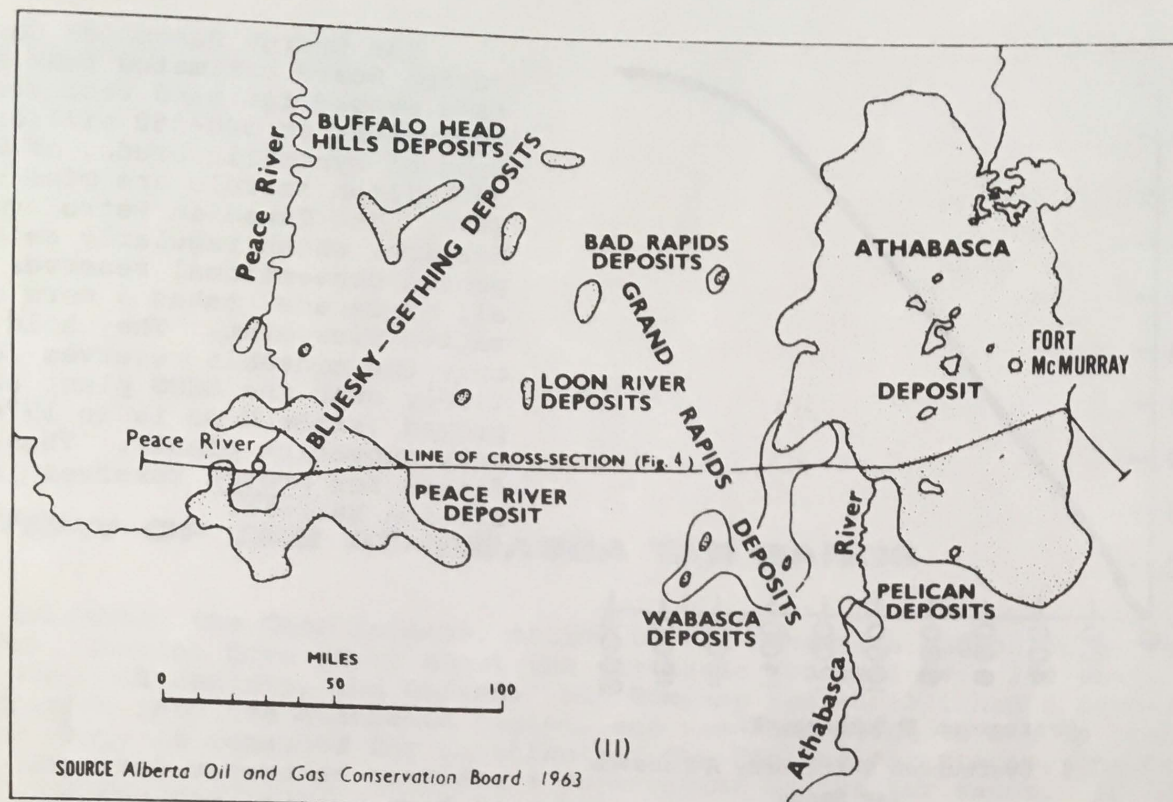 BUFFALO HEAD
HILLS DEPOSITS
Peace River
BLUESKY-GETHING DEPOSITS
BAD RAPIDS
DEPOSITS
GRAND RAPIDS DEPOSITS
ATHABASCA
DEPOSIT
FORT
McMURRAY
LOON RIVER
DEPOSITS
Peace River
LINE OF CROSS-SECTION (Fig. 4)
PEACE RIVER
DEPOSIT
WABASCA
DEPOSITS
PELICAN
DEPOSITS
Athabasca River
MILES
0 50 100
(II)
SOURCE Alberta Oil and Gas Conservation Board. 1963